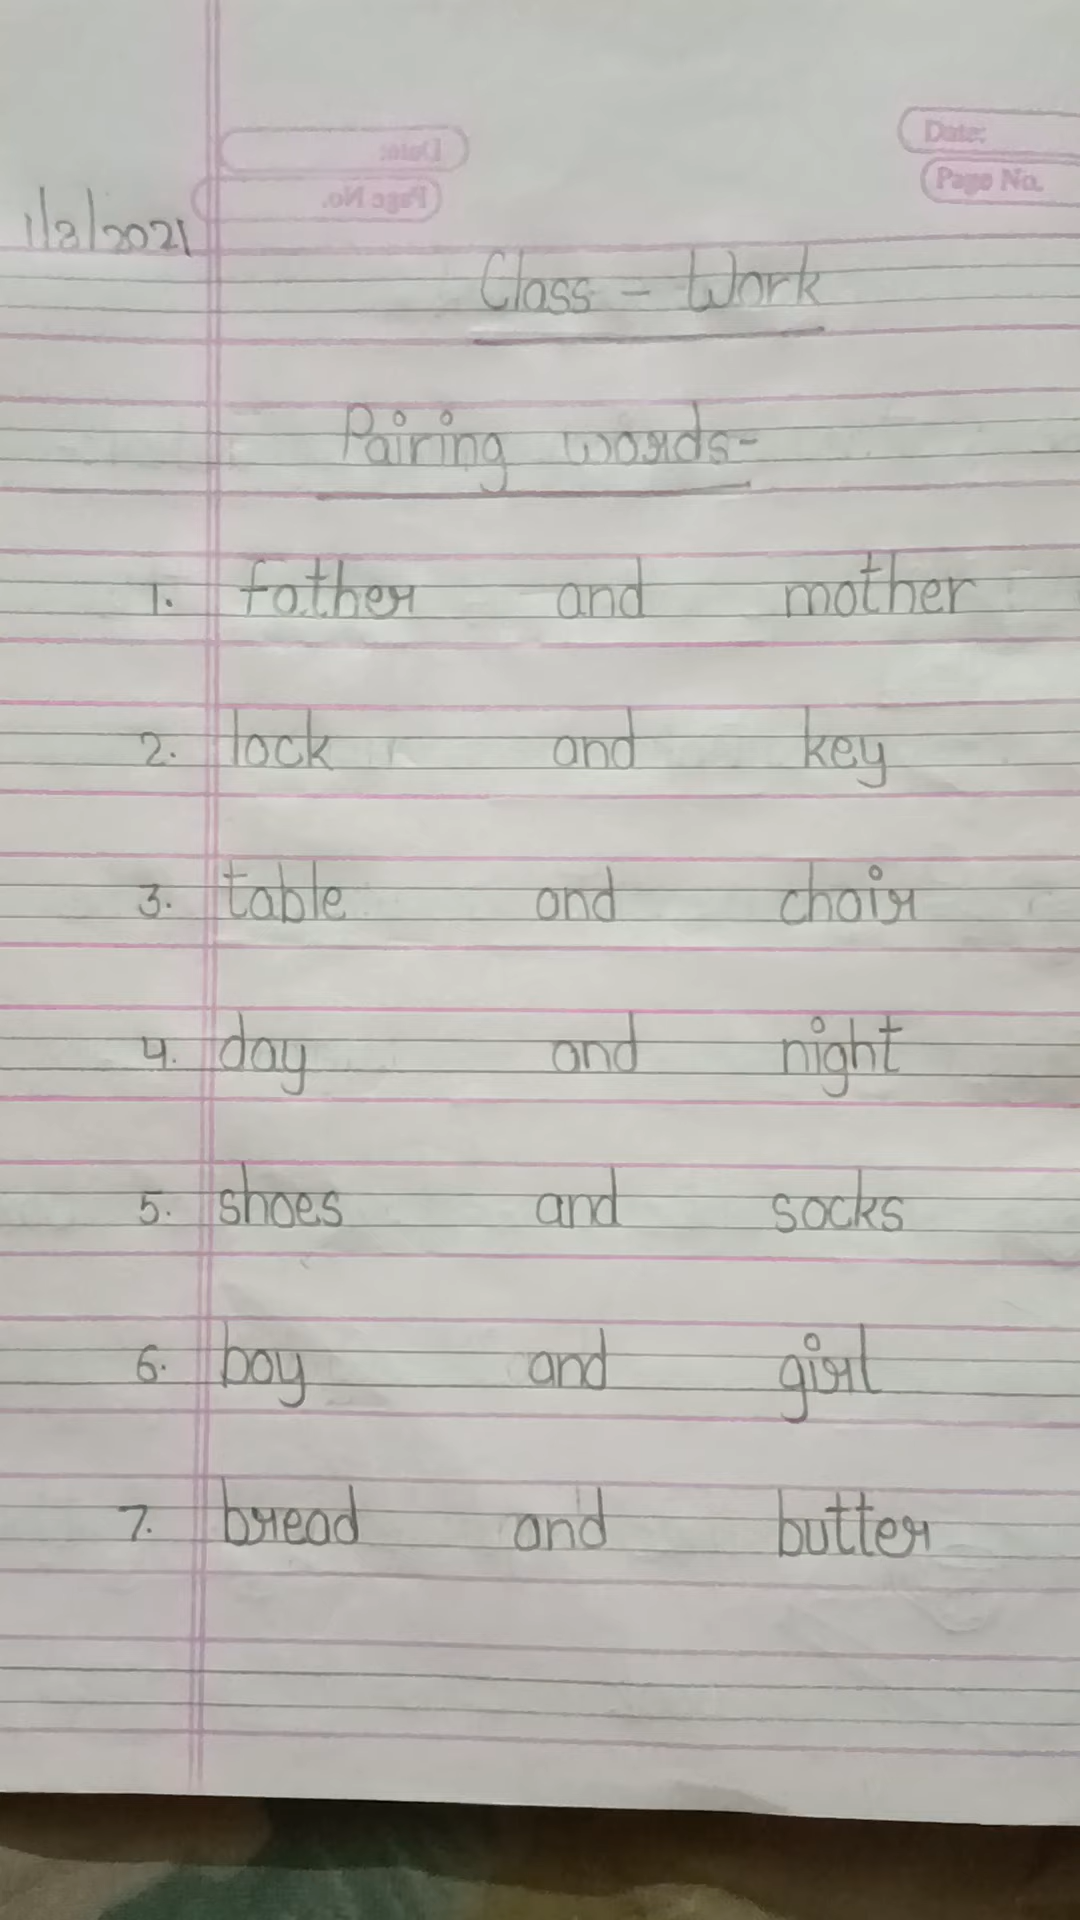 Date:
Page No.
1/3/2021
Class - Work
Pairing words-
1. father and mother
2. lock and key
3. table and chair
4. day and night
5. shoes and socks
6. boy and girl
7. bread and butter